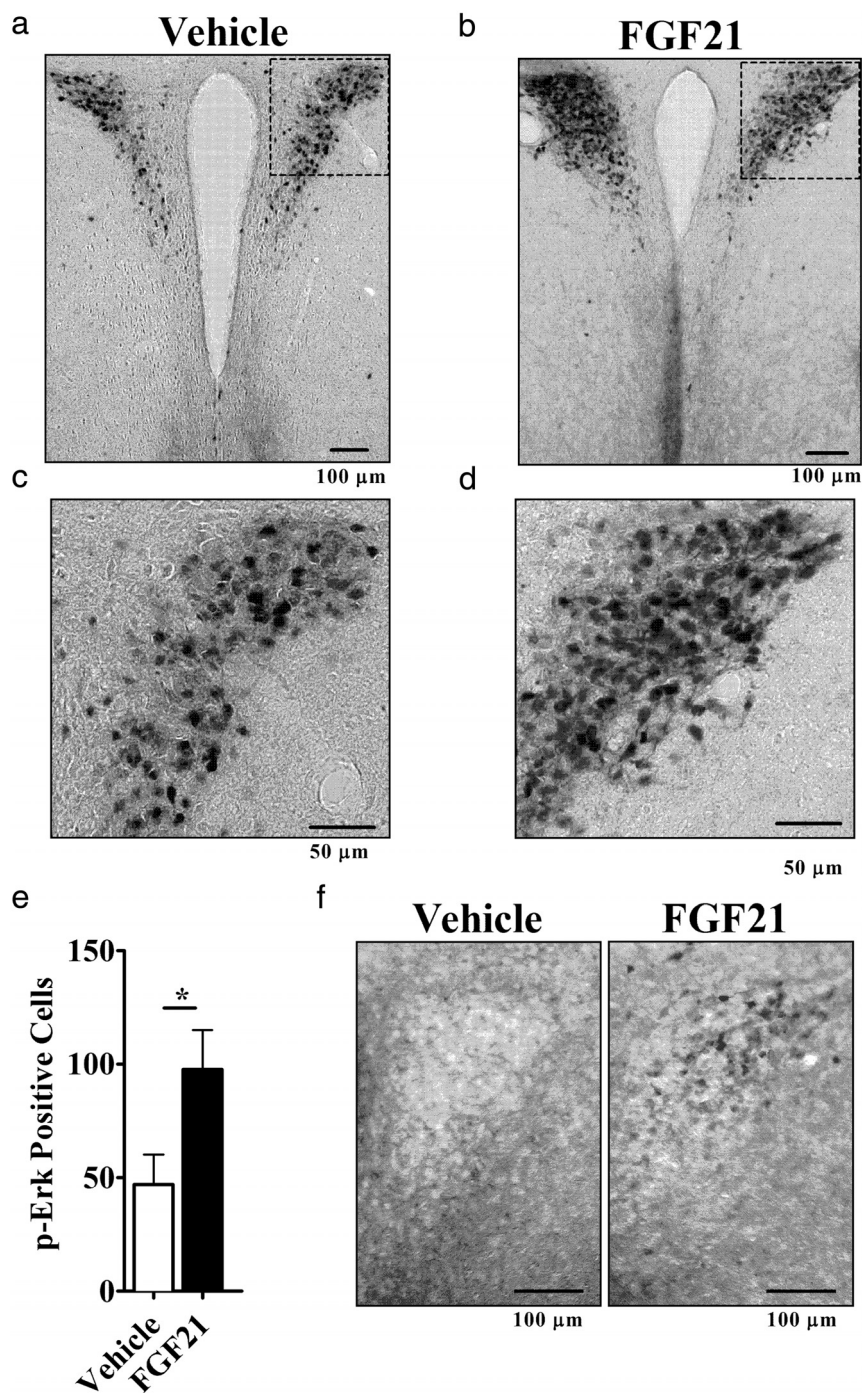 a
Vehicle
b
FGF21
100 µm
100 µm
c
d
50 µm
50 µm
e
150
100
50
0
p-Erk Positive Cells
*
Vehicle
FGF21
f
Vehicle
FGF21
100 µm
100 µm